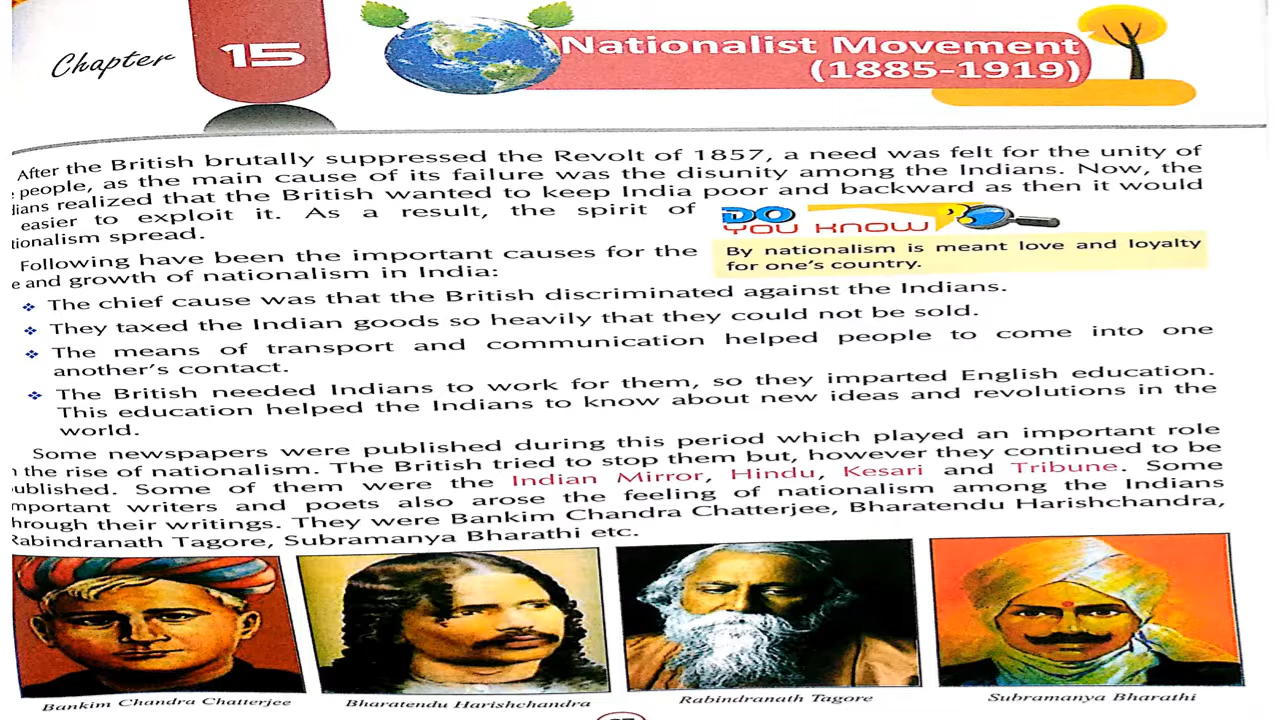 Chapter 15
Nationalist Movement
(1885-1919)
After the British brutally suppressed the Revolt of 1857, a need was felt for the unity of
people, as the main cause of its failure was the disunity among the Indians. Now, the
dians realized that the British wanted to keep India poor and backward as then it would
easier to exploit it. As a result, the spirit of
tionalism spread.
DO
YOU KNOW
By nationalism is meant love and loyalty
for one's country.
Following have been the important causes for the
e and growth of nationalism in India:
❖ The chief cause was that the British discriminated against the Indians.
❖ They taxed the Indian goods so heavily that they could not be sold.
❖ The means of transport and communication helped people to come into one
another's contact.
❖ The British needed Indians to work for them, so they imparted English education.
This education helped the Indians to know about new ideas and revolutions in the
world.
Some newspapers were published during this period which played an important role
n the rise of nationalism. The British tried to stop them but, however they continued to be
ublished. Some of them were the Indian Mirror, Hindu, Kesari and Tribune. Some
mportant writers and poets also arose the feeling of nationalism among the Indians
hrough their writings. They were Bankim Chandra Chatterjee, Bharatendu Harishchandra,
Rabindranath Tagore, Subramanya Bharathi etc.
Bankim Chandra Chatterjee
Bharatendu Harishchandra
Rabindranath Tagore
Subramanya Bharathi